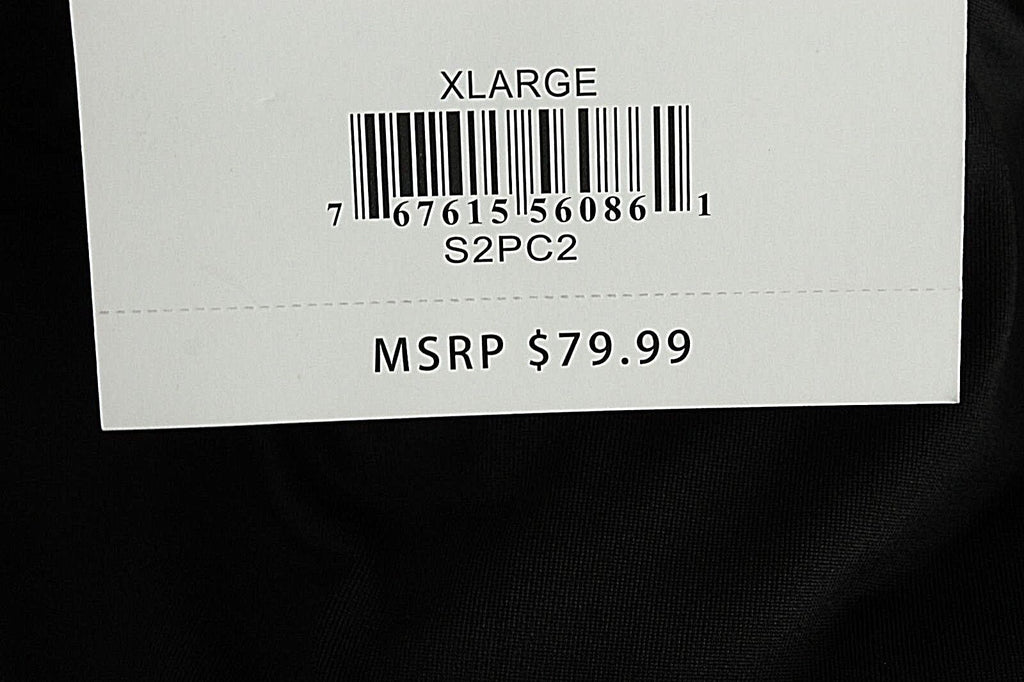 XLARGE
7 67615 56086 1
S2PC2
MSRP $79.99